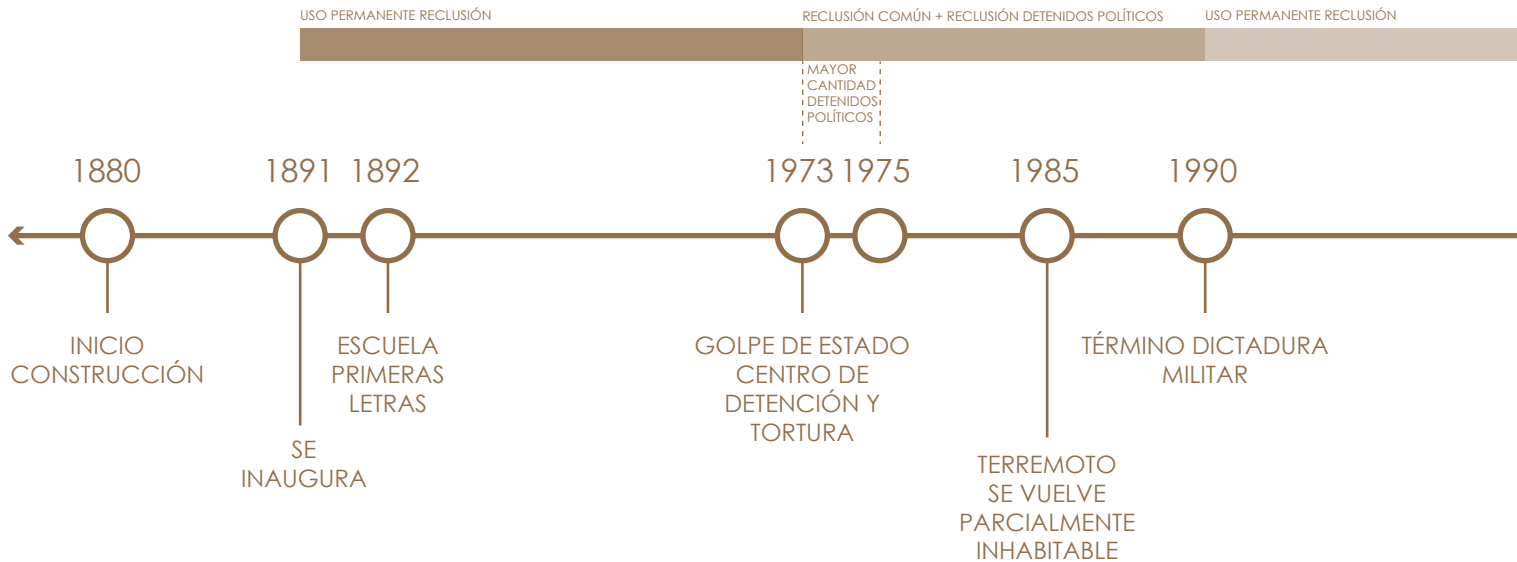 USO PERMANENTE RECLUSIÓN
RECLUSIÓN COMÚN + RECLUSIÓN DETENIDOS POLÍTICOS
USO PERMANENTE RECLUSIÓN
MAYOR
CANTIDAD
DETENIDOS
POLÍTICOS
1880
1891
1892
1973
1975
1985
1990
INICIO
CONSTRUCCIÓN
SE
INAUGURA
ESCUELA
PRIMERAS
LETRAS
GOLPE DE ESTADO
CENTRO DE
DETENCIÓN Y
TORTURA
TERREMOTO
SE VUELVE
PARCIALMENTE
INHABITABLE
TÉRMINO DICTADURA
MILITAR